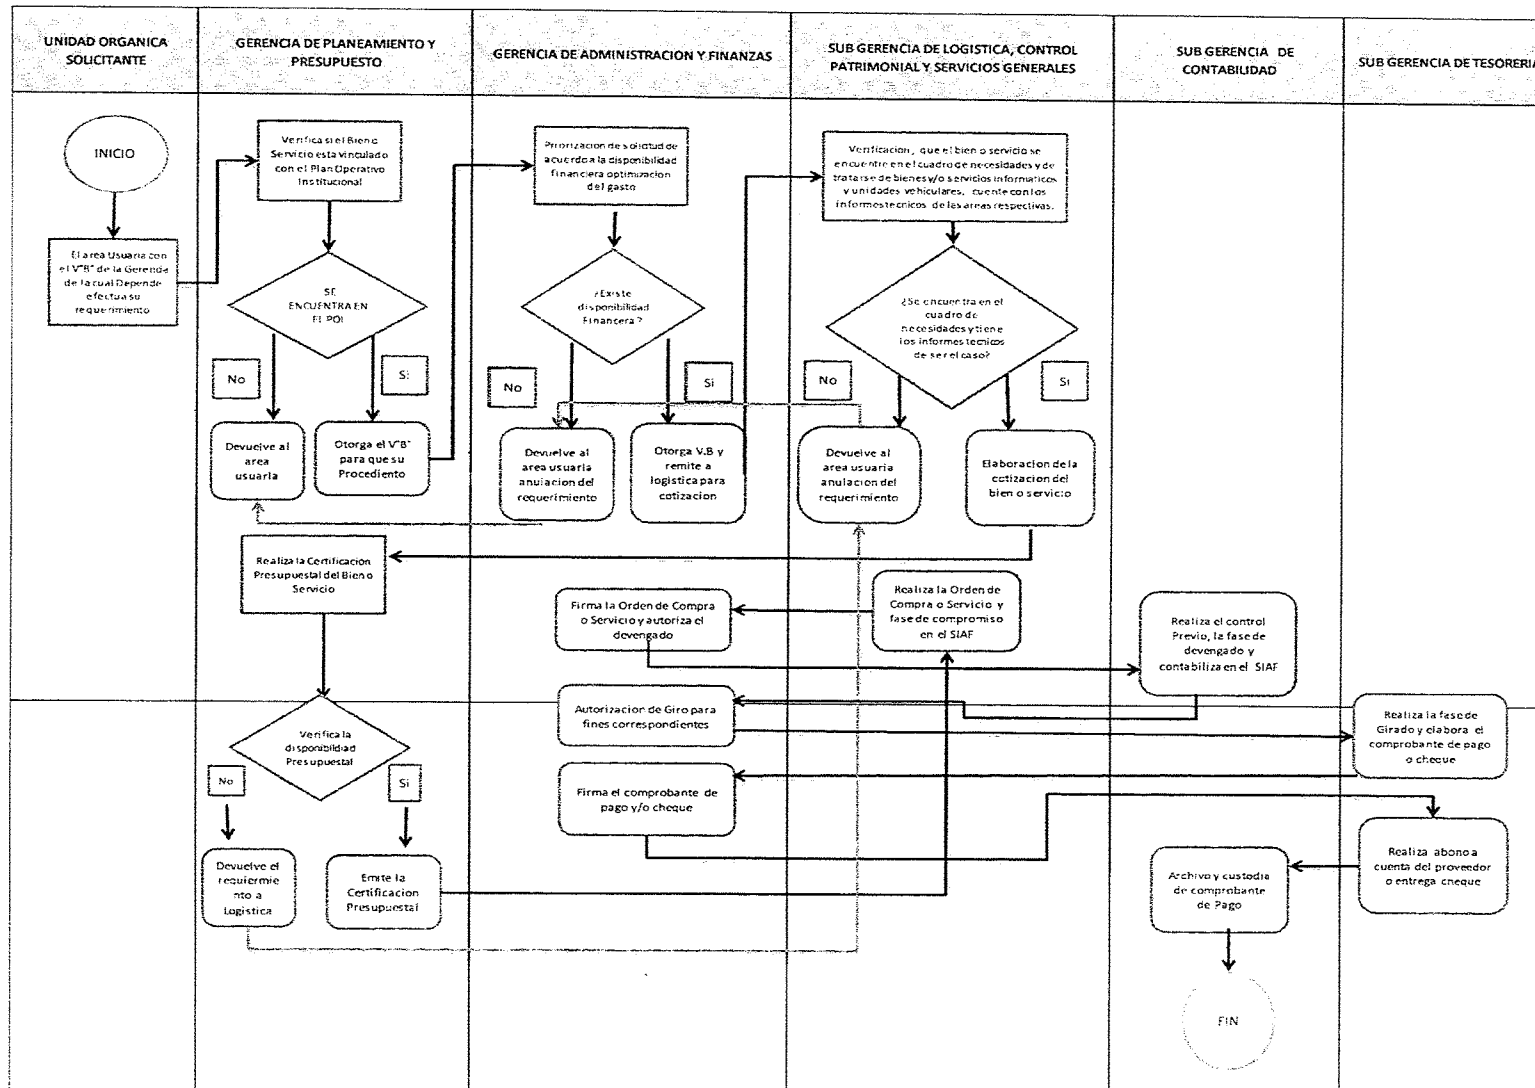 UNIDAD ORGANICA
SOLICITANTE
GERENCIA DE PLANEAMIENTO Y
PRESUPUESTO
GERENCIA DE ADMINISTRACION Y FINANZAS
SUB GERENCIA DE LOGISTICA, CONTROL
PATRIMONIAL Y SERVICIOS GENERALES
SUB GERENCIA DE
CONTABILIDAD
SUB GERENCIA DE TESORERIA
INICIO
El area Usuaria con
el V°B° de la Gerencia
de la cual Depende
efectua su
requerimiento
Verifica si el Bien o
Servicio esta vinculado
con el Plan Operativo
Institucional
SE
ENCUENTRA EN
EL POI
No
Si
Devuelve al
area
usuaria
Otorga el V°B°
para que su
Procediento
Priorizacion de solicitud de
acuerdo a la disponibilidad
financiera optimizacion
del gasto
¿Existe
disponibilidad
Financera?
No
Si
Devuelve al
area usuaria
anulacion del
requerimiento
Otorga V.B y
remite a
logistica para
cotizacion
Verificacion, que el bien o servicio se
encuentre en el cuadro de necesidades y de
tratarse de bienes y/o servicios informaticos
y unidades vehiculares, cuente con los
informes tecnicos de las areas respectivas.
¿Se encuentra en el
cuadro de
necesidades y tiene
los informes tecnicos
de ser el caso?
No
Si
Devuelve al
area usuaria
anulacion del
requerimiento
Elaboracion de la
cotizacion del
bien o servicio
Realiza la Certificacion
Presupuestal del Bien o
Servicio
Firma la Orden de Compra
o Servicio y autoriza el
devengado
Realiza la Orden de
Compra o Servicio y
fase de compromiso
en el SIAF
Realiza el control
Previo, la fase de
devengado y
contabiliza en el SIAF
Verifica la
disponibilidad
Presupuestal
No
Si
Autorizacion de Giro para
fines correspondientes
Realiza la fase de
Girado y elabora el
comprobante de pago
o cheque
Firma el comprobante de
pago y/o cheque
Devuelve el
requiermie
nto a
Logistica
Emite la
Certificacion
Presupuestal
Archivo y custodia
de comprobante
de Pago
Realiza abono a
cuenta del proveedor
o entrega cheque
FIN